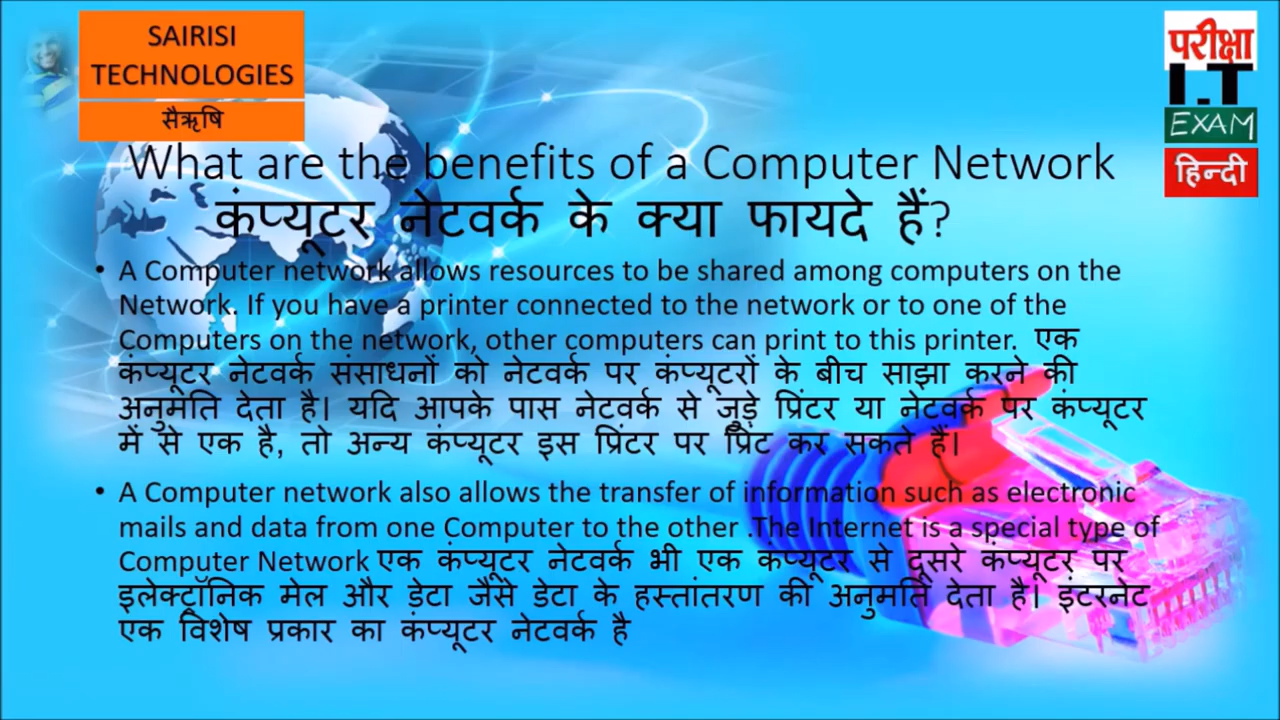 SAIRISI
TECHNOLOGIES
सैऋषि
परीक्षा
I.T
EXAM
हिन्दी
What are the benefits of a Computer Network
कंप्यूटर नेटवर्क के क्या फायदे हैं?
• A Computer network allows resources to be shared among computers on the
Network. If you have a printer connected to the network or to one of the
Computers on the network, other computers can print to this printer. एक
कंप्यूटर नेटवर्क संसाधनों को नेटवर्क पर कंप्यूटरों के बीच साझा करने की
अनुमति देता है। यदि आपके पास नेटवर्क से जुड़े प्रिंटर या नेटवर्क पर कंप्यूटर
में से एक है, तो अन्य कंप्यूटर इस प्रिंटर पर प्रिंट कर सकते हैं।
• A Computer network also allows the transfer of information such as electronic
mails and data from one Computer to the other .The Internet is a special type of
Computer Network एक कंप्यूटर नेटवर्क भी एक कंप्यूटर से दूसरे कंप्यूटर पर
इलेक्ट्रॉनिक मेल और डेटा जैसे डेटा के हस्तांतरण की अनुमति देता है। इंटरनेट
एक विशेष प्रकार का कंप्यूटर नेटवर्क है